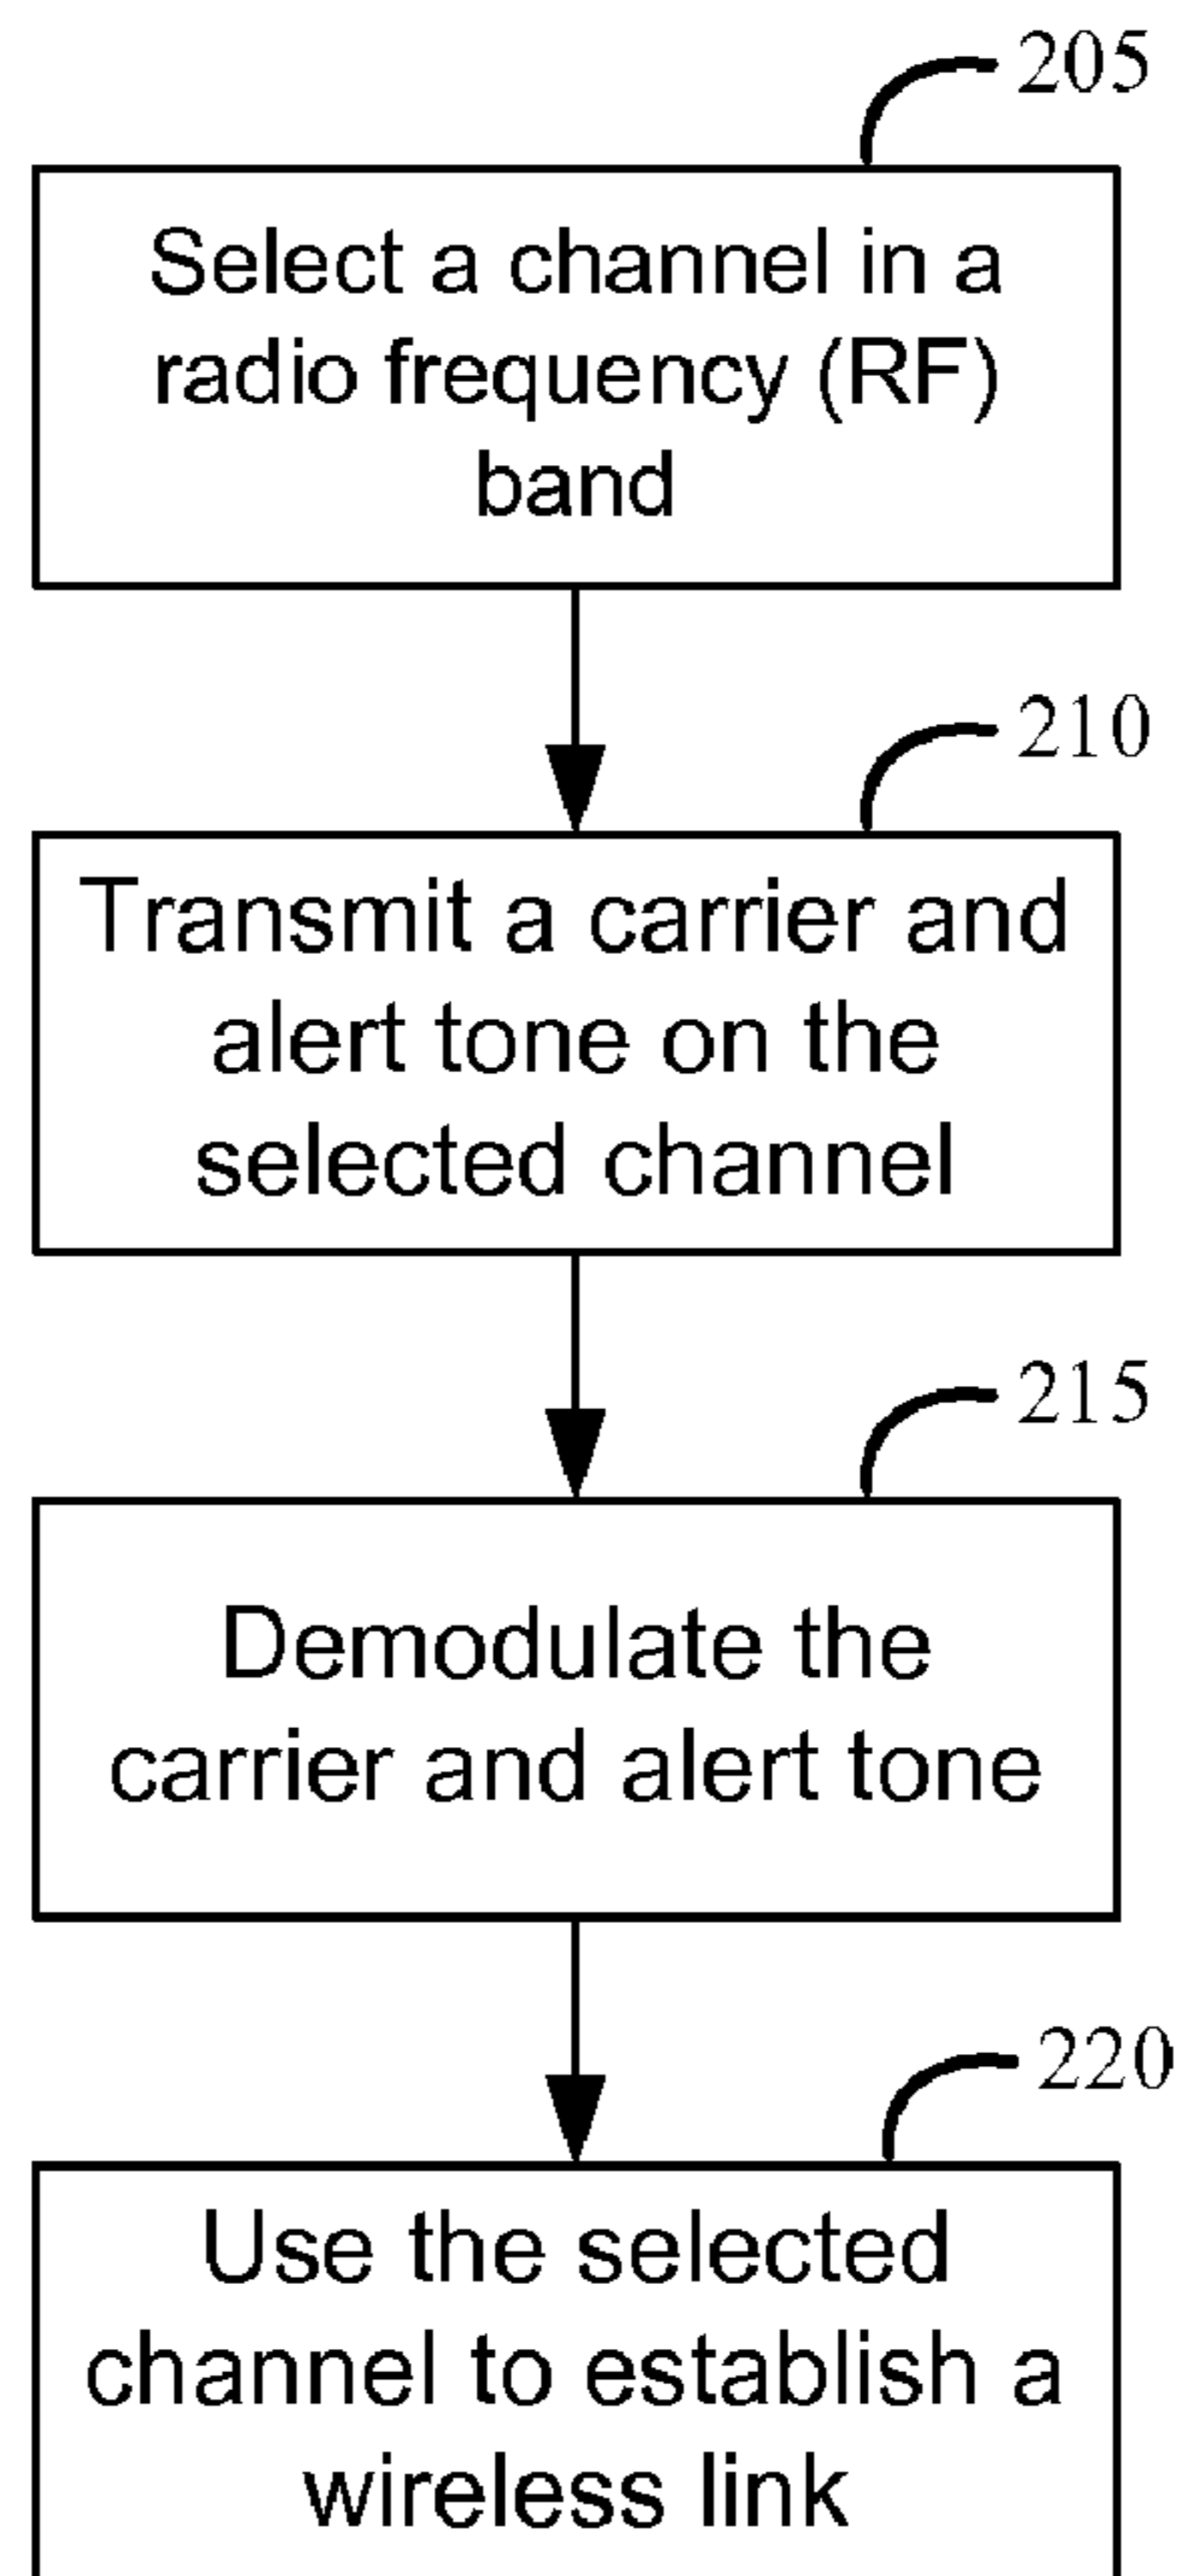 205
Select a channel in a
radio frequency (RF)
band
210
Transmit a carrier and
alert tone on the
selected channel
215
Demodulate the
carrier and alert tone
220
Use the selected
channel to establish a
wireless link